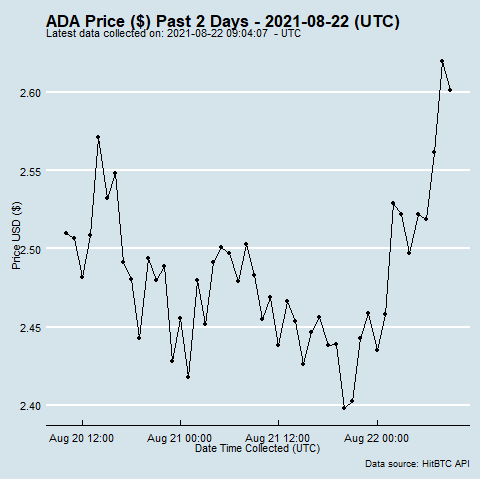 ADA Price ($) Past 2 Days - 2021-08-22 (UTC)
Latest data collected on: 2021-08-22 09:04:07 - UTC
2.60
2.55
2.50
2.45
2.40
Price USD ($)
Aug 20 12:00 Aug 21 00:00 Aug 21 12:00 Aug 22 00:00
Date Time Collected (UTC)
Data source: HitBTC API